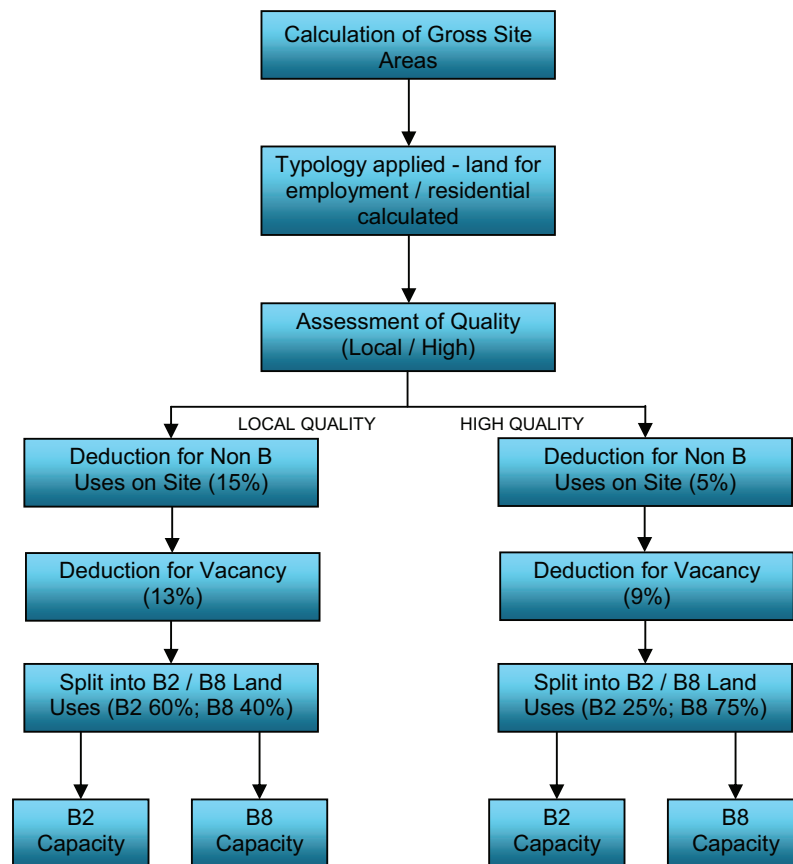 Calculation of Gross Site
Areas
Typology applied - land for
employment / residential
calculated
Assessment of Quality
(Local / High)
LOCAL QUALITY
HIGH QUALITY
Deduction for Non B
Uses on Site (15%)
Deduction for Non B
Uses on Site (5%)
Deduction for Vacancy
(13%)
Deduction for Vacancy
(9%)
Split into B2 / B8 Land
Uses (B2 60%; B8 40%)
Split into B2 / B8 Land
Uses (B2 25%; B8 75%)
B2
Capacity
B8
Capacity
B2
Capacity
B8
Capacity